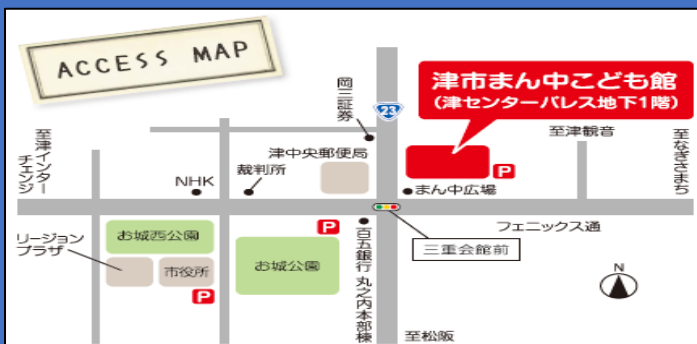 ACCESS MAP
岡三証券
23
津市まん中こども館
(津センターパレス地下1階)
至津インター
チェンジ
津中央郵便局
裁判所
NHK
P
まん中広場
至津観音
至なぎさまち
リージョン
プラザ
お城西公園
市役所
P
P
お城公園
百五銀行 丸之内本部棟
フェニックス通
三重会館前
N
至松阪